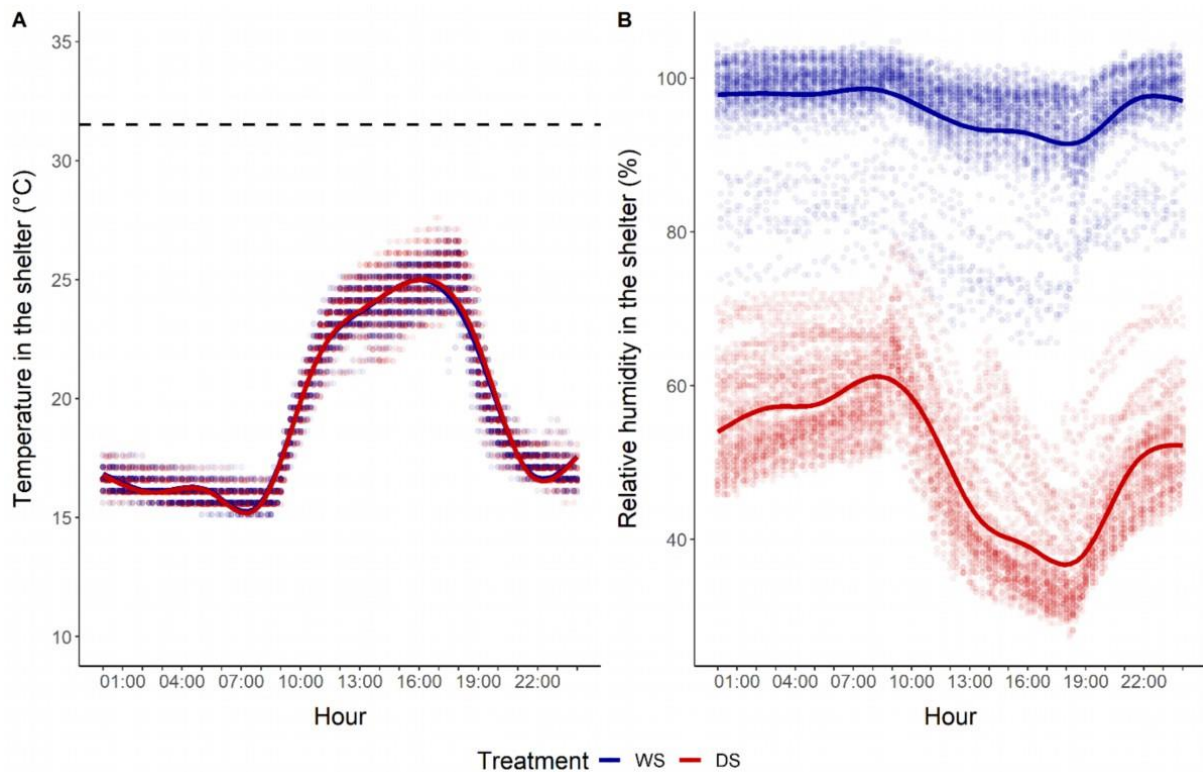 A
Temperature in the shelter (°C)
35
30
25
20
15
10
01:00 04:00 07:00 10:00 13:00 16:00 19:00 22:00
Hour
B
Relative humidity in the shelter (%)
100
80
60
40
01:00 04:00 07:00 10:00 13:00 16:00 19:00 22:00
Hour
Treatment WS DS